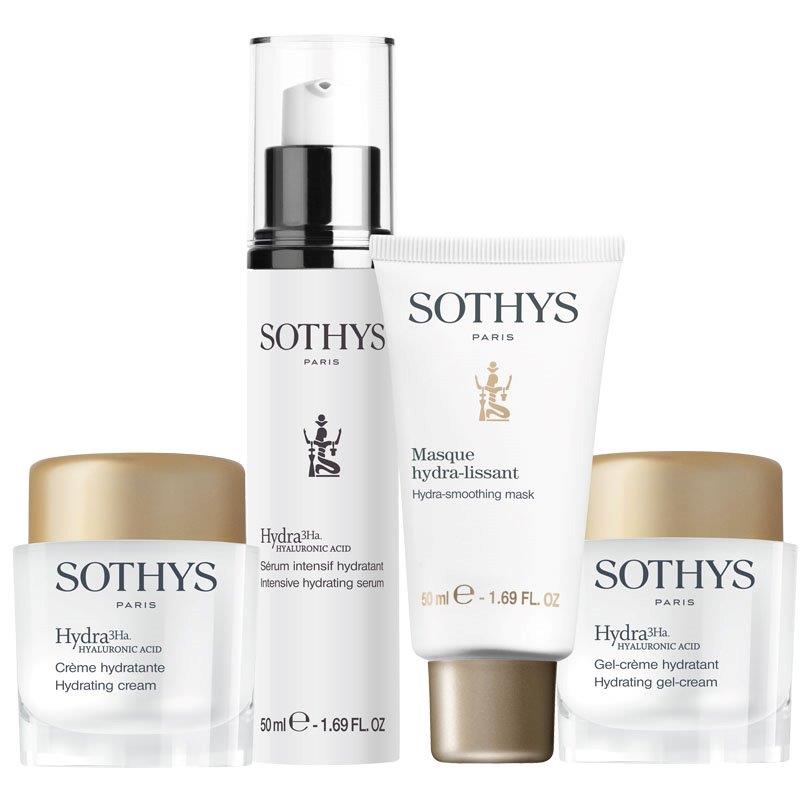 SOTHYS
PARIS
Hydra3Ha.
HYALURONIC ACID
Crème hydratante
Hydrating cream
SOTHYS
PARIS
Hydra3Ha.
HYALURONIC ACID
Sérum intensif hydratant
Intensive hydrating serum
50 ml e - 1.69 FL. OZ
SOTHYS
PARIS
Masque
hydra-lissant
Hydra-smoothing mask
50 ml e - 1.69 FL. OZ
SOTHYS
PARIS
Hydra3Ha.
HYALURONIC ACID
Gel-crème hydratant
Hydrating gel-cream